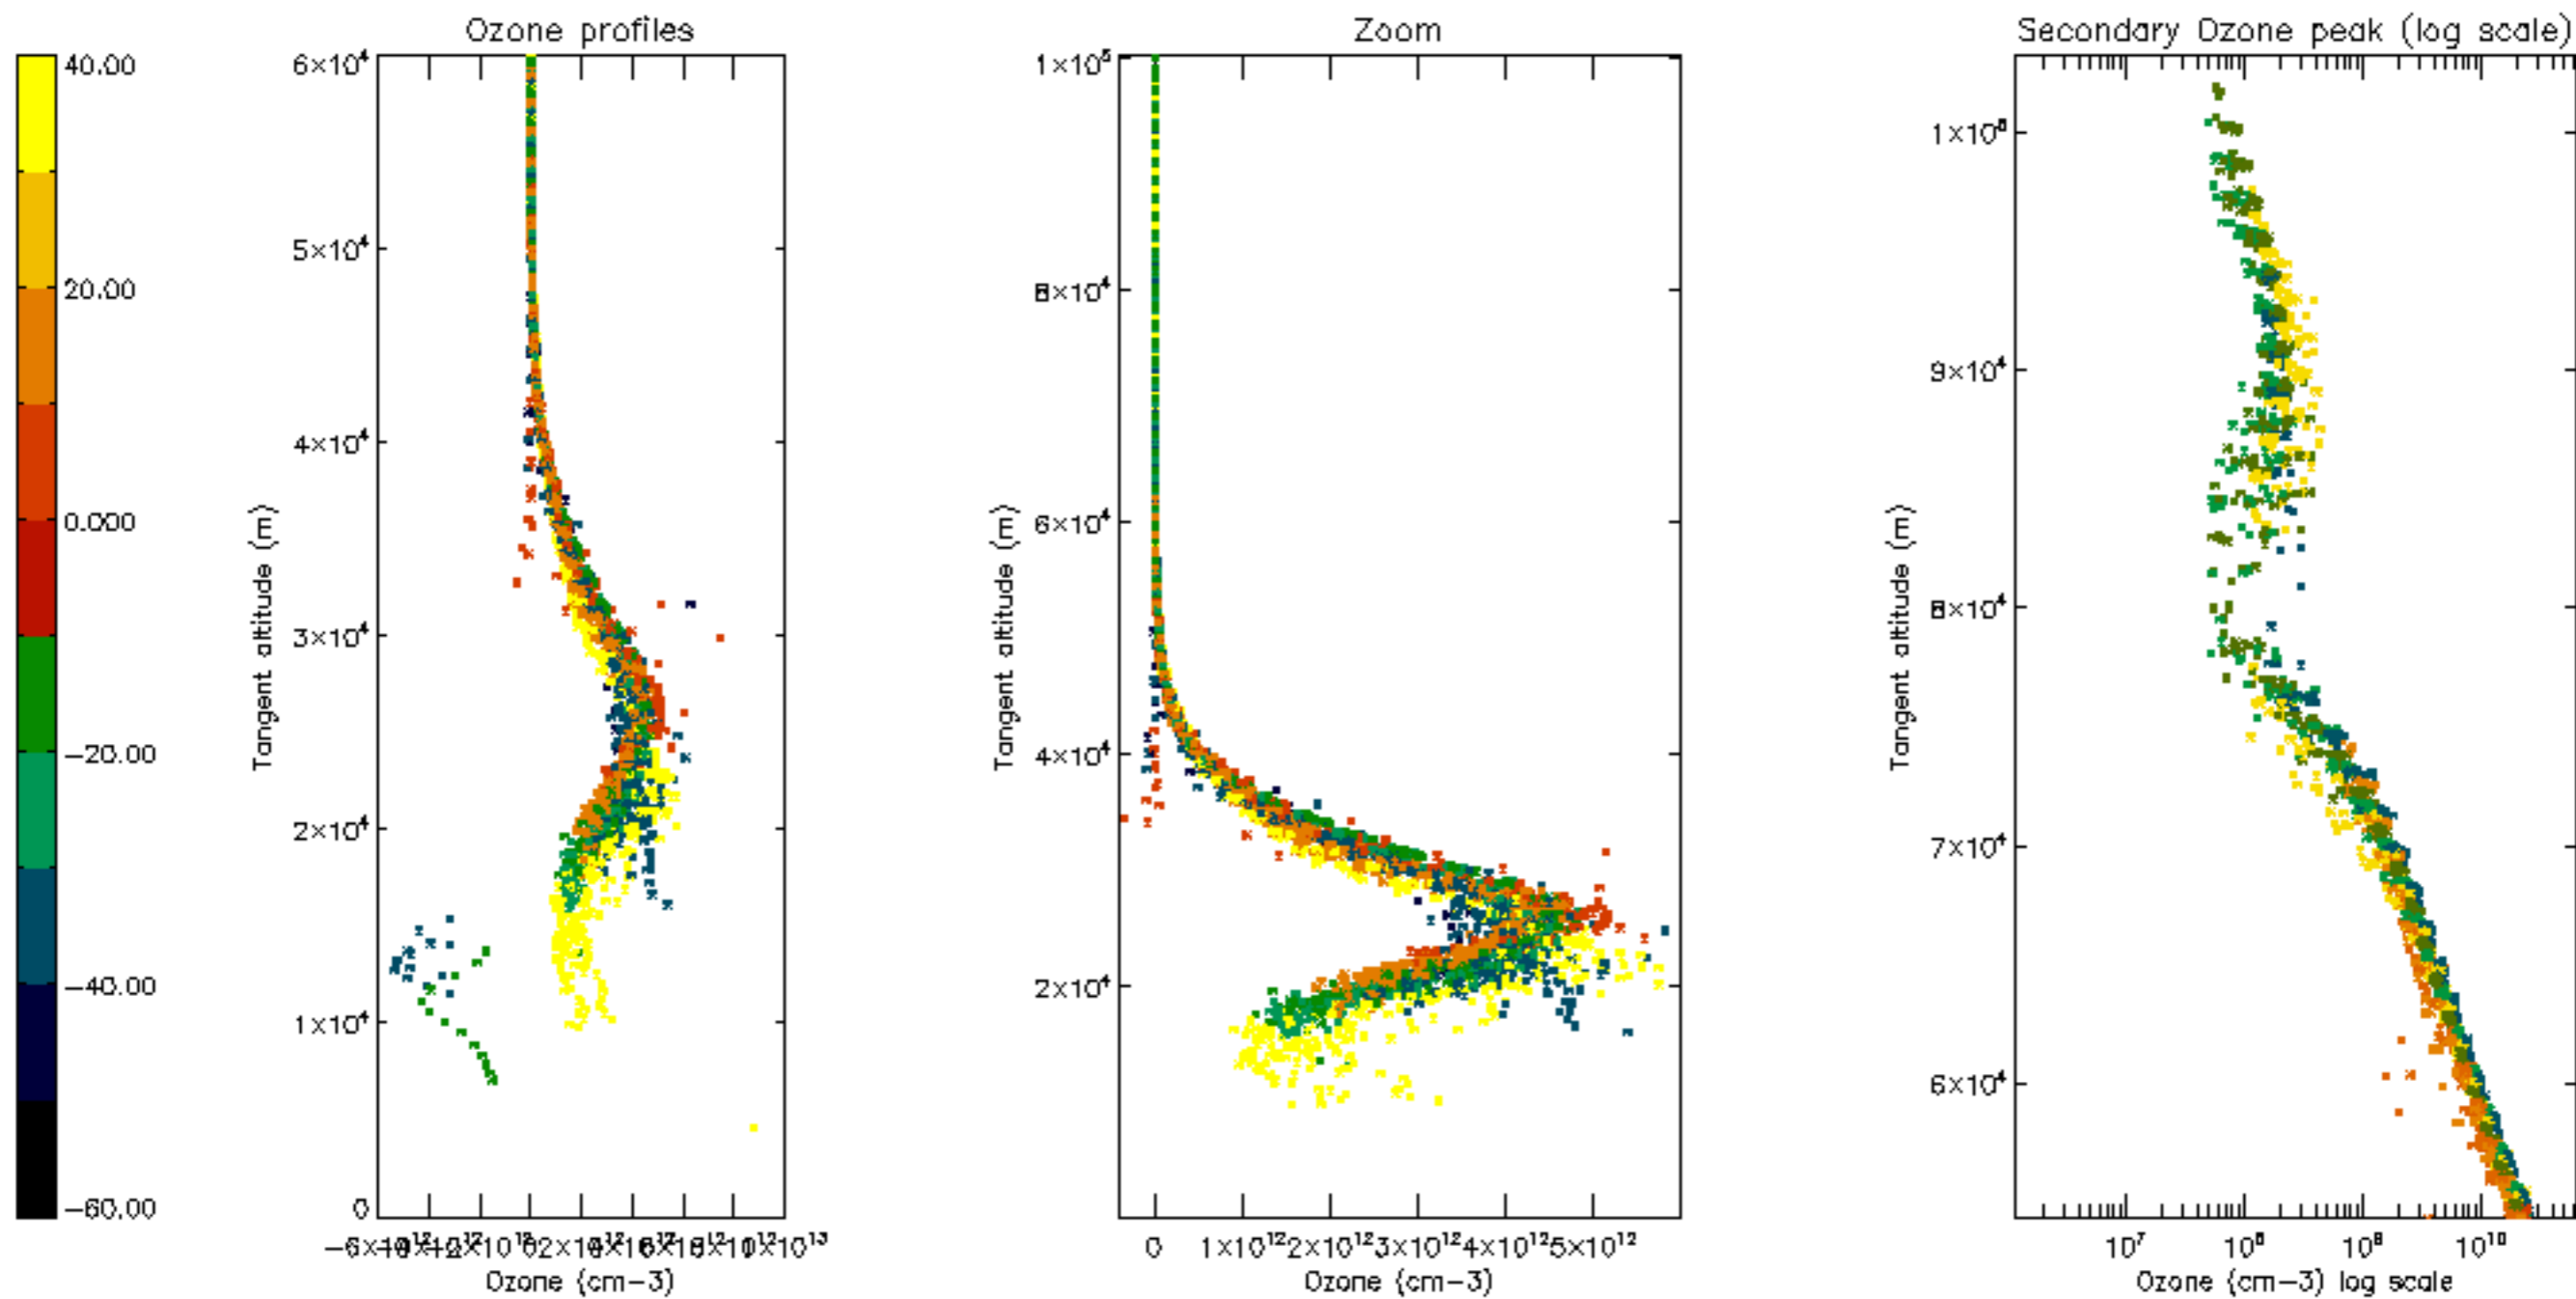 Ozone profiles
Zoom
Secondary Ozone peak (log scale)
40.00
20.00
0.000
−20.00
−40.00
−60.00
6×10⁴
5×10⁴
4×10⁴
3×10⁴
2×10⁴
1×10⁴
0
Tangent altitude (m)
Ozone (cm−3)
1×10⁵
8×10⁴
6×10⁴
4×10⁴
2×10⁴
Tangent altitude (m)
0 1×10¹² 2×10¹² 3×10¹² 4×10¹² 5×10¹²
Ozone (cm−3)
9×10⁴
8×10⁴
7×10⁴
6×10⁴
Tangent altitude (m)
10⁷ 10⁸ 10⁹ 10¹⁰
Ozone (cm−3) log scale